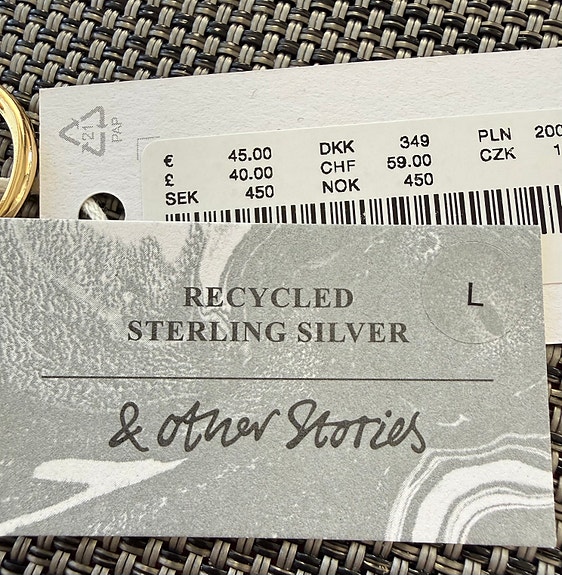 21
PAP
€ 45.00 DKK 349 PLN 200
£ 40.00 CHF 59.00 CZK 1
SEK 450 NOK 450
RECYCLED L
STERLING SILVER
& other Stories